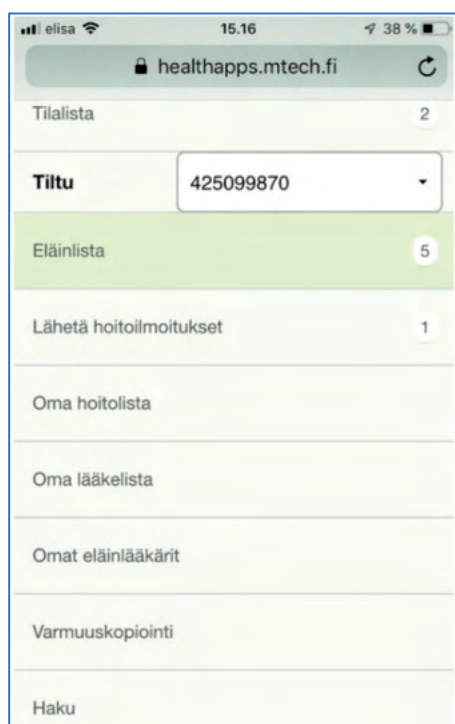 elisa 15.16 38 %
healthapps.mtech.fi
Tilalista 2
Tiltu 425099870
Eläinlista 5
Lähetä hoitoilmoitukset 1
Oma hoitolista
Oma lääkelista
Omat eläinlääkärit
Varmuuskopiointi
Haku